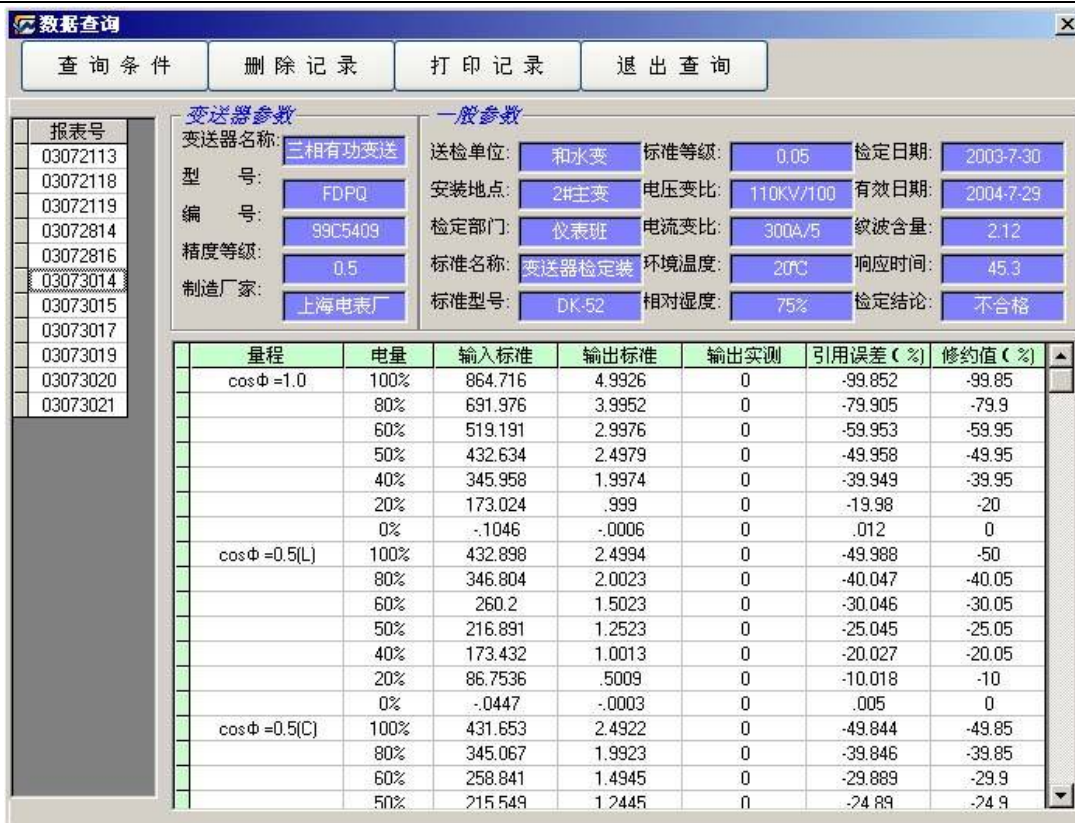 数据查询
查询条件 删除记录 打印记录 退出查询
报表号
03072113
03072118
03072119
03072814
03072816
03073014
03073015
03073017
03073019
03073020
03073021
变送器参数
变送器名称: 三相有功变送
型 号: FDPQ
编 号: 99C5409
精度等级: 0.5
制造厂家: 上海电表厂
一般参数
送检单位: 和水变 标准等级: 0.05 检定日期: 2003-7-30
安装地点: 2#主变 电压变比: 110KV/100 有效日期: 2004-7-29
检定部门: 仪表班 电流变比: 300A/5 纹波含量: 2.12
标准名称: 变送器检定装 环境温度: 20℃ 响应时间: 45.3
标准型号: DK-52 相对湿度: 75% 检定结论: 不合格
量程 电量 输入标准 输出标准 输出实测 引用误差(%) 修约值(%)
cosΦ=1.0 100% 864.716 4.9926 0 -99.852 -99.85
80% 691.976 3.9952 0 -79.905 -79.9
60% 519.191 2.9976 0 -59.953 -59.95
50% 432.634 2.4979 0 -49.958 -49.95
40% 345.958 1.9974 0 -39.949 -39.95
20% 173.024 .999 0 -19.98 -20
0% -.1046 -.0006 0 .012 0
cosΦ=0.5(L) 100% 432.898 2.4994 0 -49.988 -50
80% 346.804 2.0023 0 -40.047 -40.05
60% 260.2 1.5023 0 -30.046 -30.05
50% 216.891 1.2523 0 -25.045 -25.05
40% 173.432 1.0013 0 -20.027 -20.05
20% 86.7536 .5009 0 -10.018 -10
0% -.0447 -.0003 0 .005 0
cosΦ=0.5(C) 100% 431.653 2.4922 0 -49.844 -49.85
80% 345.067 1.9923 0 -39.846 -39.85
60% 258.841 1.4945 0 -29.889 -29.9
50% 215.549 1.2445 0 -24.89 -24.9